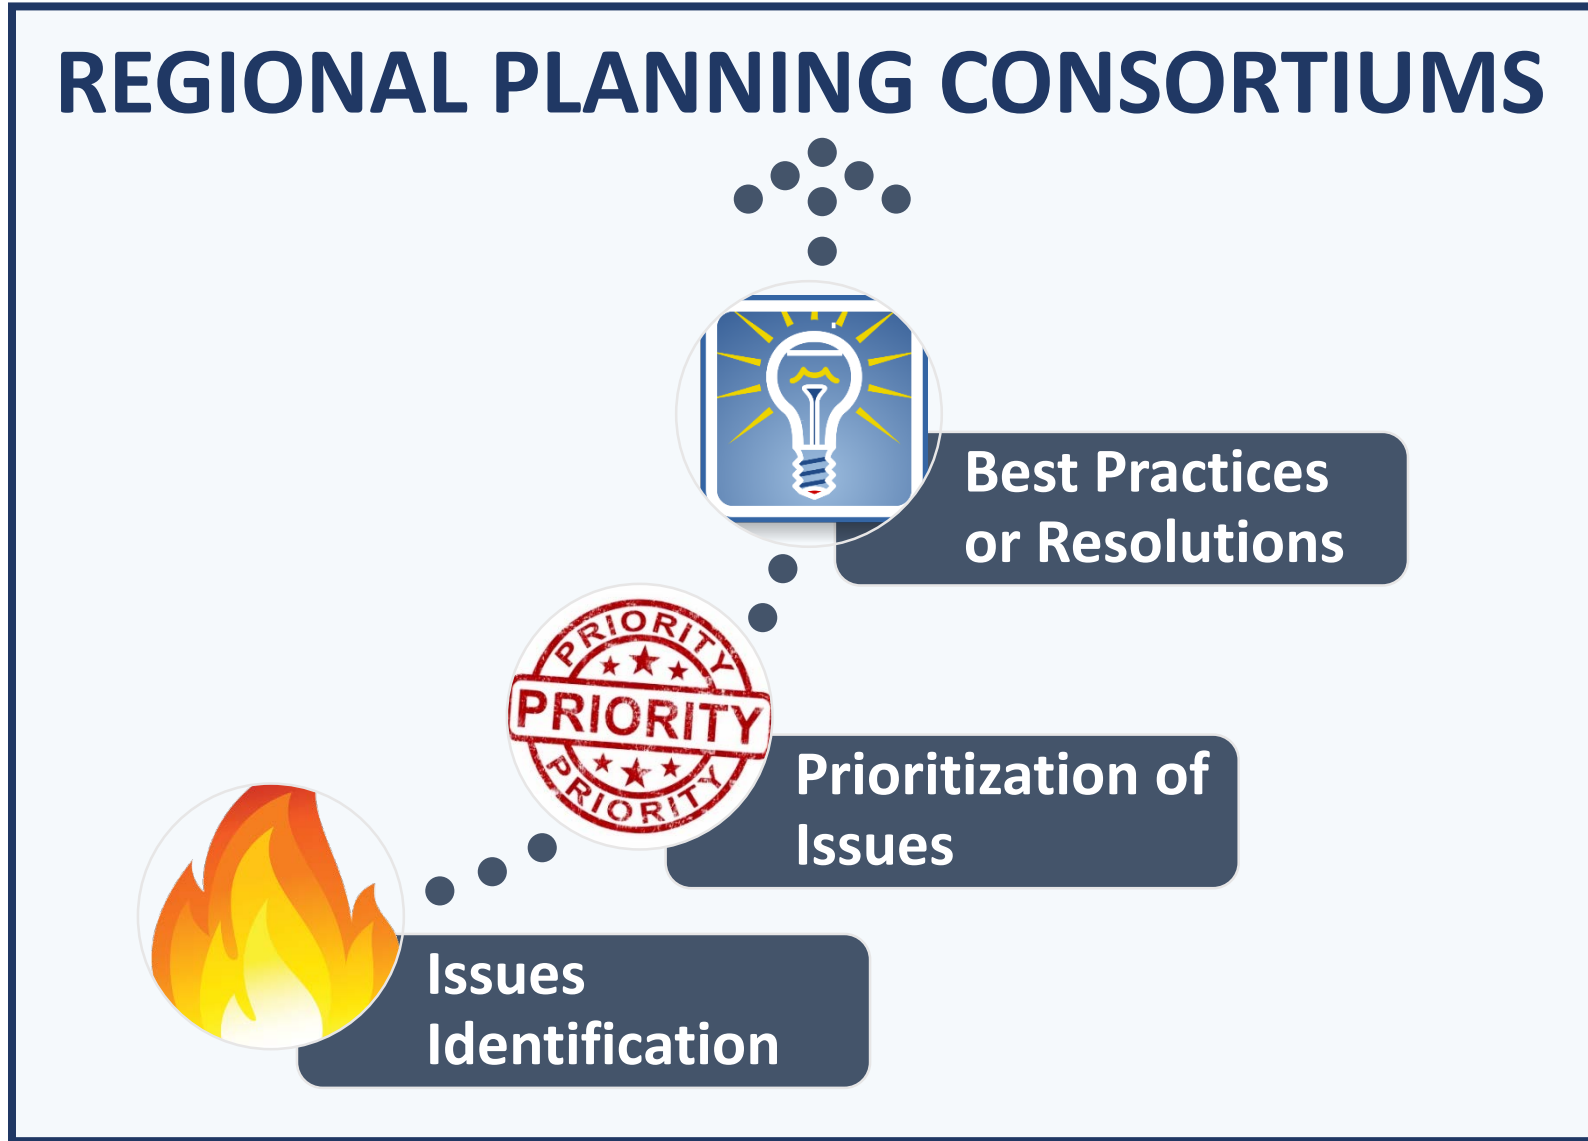 REGIONAL PLANNING CONSORTIUMS
Best Practices
or Resolutions
PRIORITY
PRIORITY
PRIORITY
Prioritization of
Issues
Issues
Identification